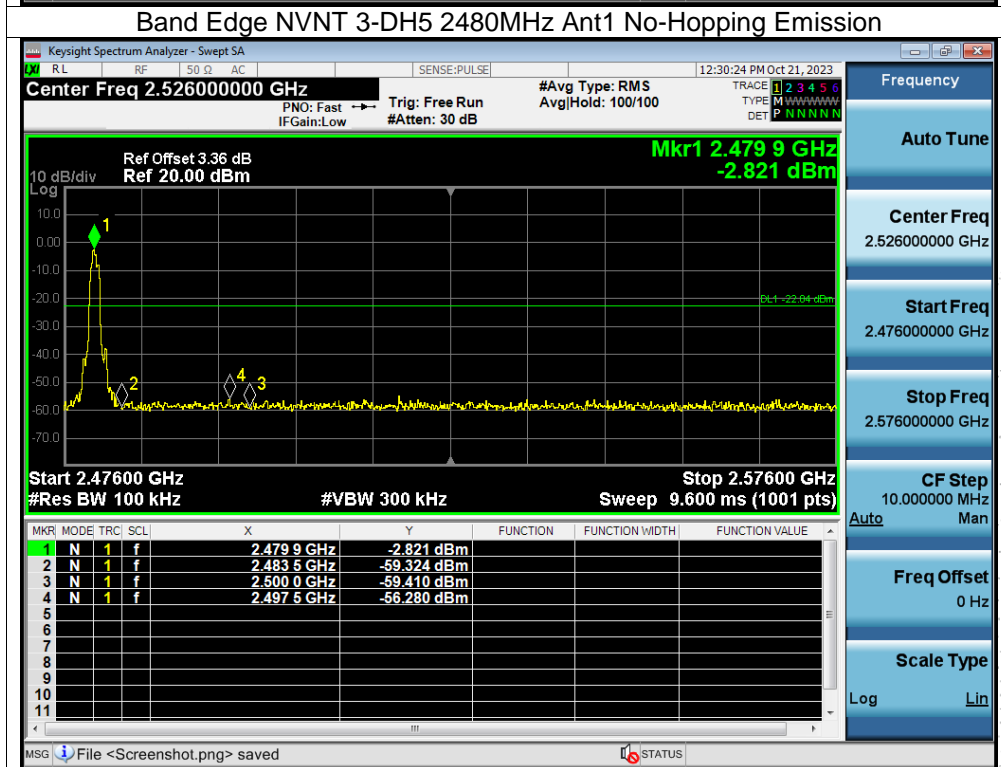 Band Edge NVNT 3-DH5 2480MHz Ant1 No-Hopping Emission
Keysight Spectrum Analyzer - Swept SA
LXI RL RF 50 Ω AC SENSE:PULSE 12:30:24 PM Oct 21, 2023
Center Freq 2.526000000 GHz #Avg Type: RMS TRACE 1 2 3 4 5 6
PNO: Fast Trig: Free Run Avg|Hold: 100/100 TYPE M WWWWW
IFGain:Low #Atten: 30 dB DET P N N N N N
Mkr1 2.479 9 GHz
Ref Offset 3.36 dB
10 dB/div Ref 20.00 dBm -2.821 dBm
Log
10.0
1
0.00
-10.0
-20.0
DL1 -22.84 dBm
-30.0
-40.0
-50.0
2 4 3
-60.0
-70.0
Start 2.47600 GHz Stop 2.57600 GHz
#Res BW 100 kHz #VBW 300 kHz Sweep 9.600 ms (1001 pts)
MKR MODE TRC SCL X Y FUNCTION FUNCTION WIDTH FUNCTION VALUE
1 N 1 f 2.479 9 GHz -2.821 dBm
2 N 1 f 2.483 5 GHz -59.324 dBm
3 N 1 f 2.500 0 GHz -59.410 dBm
4 N 1 f 2.497 5 GHz -56.280 dBm
5
6
7
8
9
10
11
MSG File <Screenshot.png> saved STATUS
Frequency
Auto Tune
Center Freq
2.526000000 GHz
Start Freq
2.476000000 GHz
Stop Freq
2.576000000 GHz
CF Step
10.000000 MHz
Auto Man
Freq Offset
0 Hz
Scale Type
Log Lin